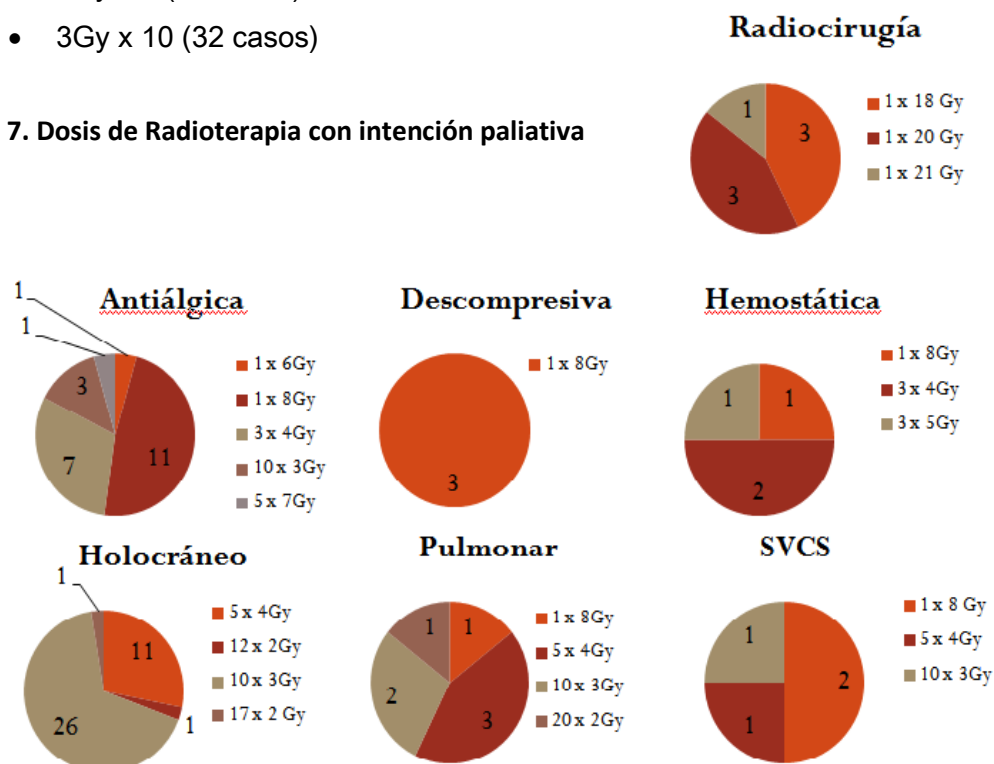 • 3Gy x 10 (32 casos)
Radiocirugía
1
3
3
1 x 18 Gy
1 x 20 Gy
1 x 21 Gy
7. Dosis de Radioterapia con intención paliativa
Antiálgica
1
1
3
7
11
1 x 6Gy
1 x 8Gy
3 x 4Gy
10 x 3Gy
5 x 7Gy
Descompresiva
3
1 x 8Gy
Hemostática
1
1
2
1 x 8Gy
3 x 4Gy
3 x 5Gy
Holocráneo
1
11
26
1
5 x 4Gy
12 x 2Gy
10 x 3Gy
17 x 2 Gy
Pulmonar
1
1
2
3
1 x 8Gy
5 x 4Gy
10 x 3Gy
20 x 2Gy
SVCS
1
2
1
1 x 8 Gy
5 x 4Gy
10 x 3Gy